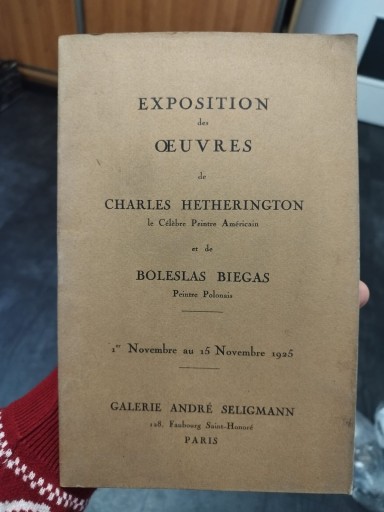 EXPOSITION
des
ŒUVRES
de
CHARLES HETHERINGTON
le Célèbre Peintre Américain
et de
BOLESLAS BIEGAS
Peintre Polonais
1er Novembre au 15 Novembre 1925
GALERIE ANDRÉ SELIGMANN
128, Faubourg Saint-Honoré
PARIS